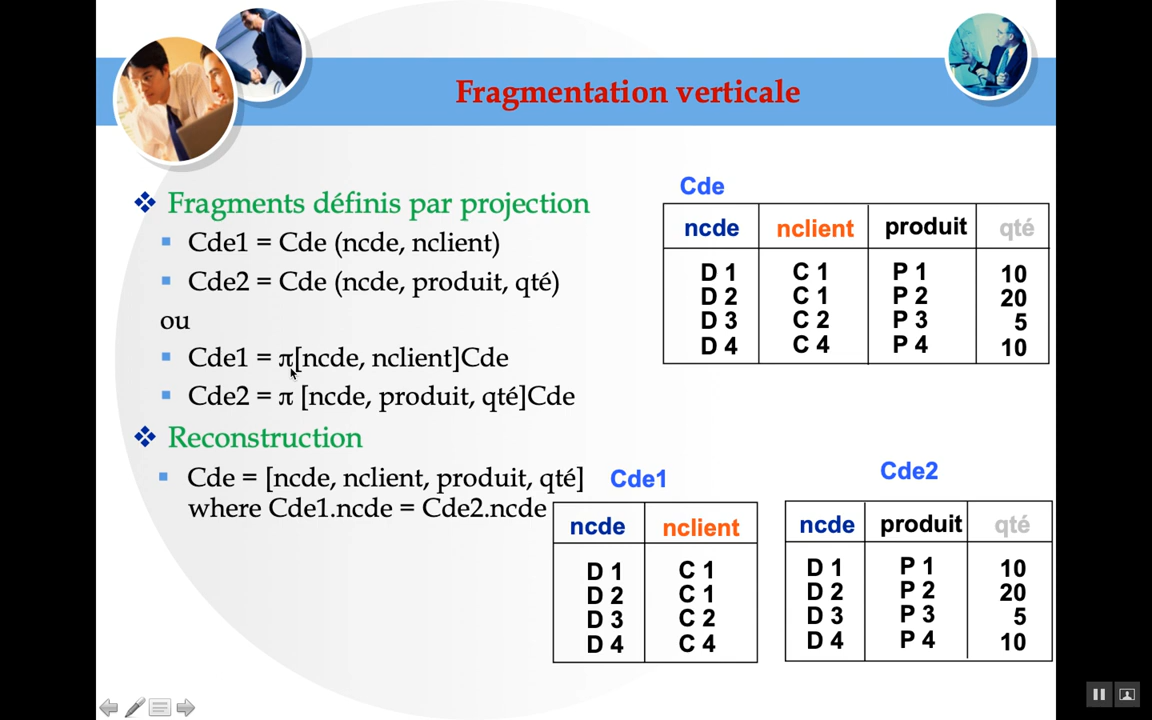 Fragmentation verticale
Fragments définis par projection
Cde1 = Cde (ncde, nclient)
Cde2 = Cde (ncde, produit, qté)
ou
Cde1 = π[ncde, nclient]Cde
Cde2 = π [ncde, produit, qté]Cde
Reconstruction
Cde = [ncde, nclient, produit, qté]
where Cde1.ncde = Cde2.ncde
Cde
ncde nclient produit qté
D 1 C 1 P 1 10
D 2 C 1 P 2 20
D 3 C 2 P 3 5
D 4 C 4 P 4 10
Cde1
ncde nclient
D 1 C 1
D 2 C 1
D 3 C 2
D 4 C 4
Cde2
ncde produit qté
D 1 P 1 10
D 2 P 2 20
D 3 P 3 5
D 4 P 4 10